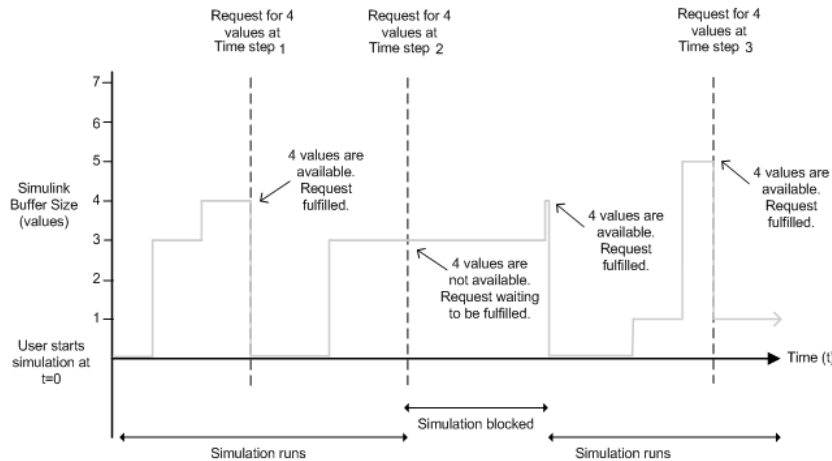 Request for 4
values at
Time step 1
Request for 4
values at
Time step 2
Request for 4
values at
Time step 3
7
6
5
4
3
2
1
Simulink
Buffer Size
(values)
4 values are
available.
Request
fulfilled.
4 values are
not available.
Request waiting
to be fulfilled.
4 values are
available.
Request
fulfilled.
4 values are
available.
Request
fulfilled.
User starts
simulation at
t=0
Time (t)
Simulation blocked
Simulation runs
Simulation runs